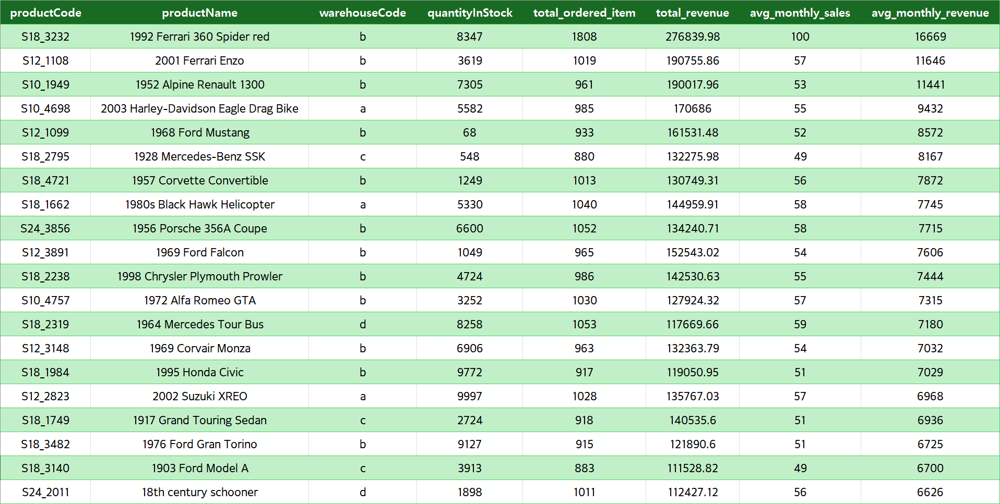 productCode productName warehouseCode quantityInStock total_ordered_item total_revenue avg_monthly_sales avg_monthly_revenue
S18_3232 1992 Ferrari 360 Spider red b 8347 1808 276839.98 100 16669
S12_1108 2001 Ferrari Enzo b 3619 1019 190755.86 57 11646
S10_1949 1952 Alpine Renault 1300 b 7305 961 190017.96 53 11441
S10_4698 2003 Harley-Davidson Eagle Drag Bike a 5582 985 170686 55 9432
S12_1099 1968 Ford Mustang b 68 933 161531.48 52 8572
S18_2795 1928 Mercedes-Benz SSK c 548 880 132275.98 49 8167
S18_4721 1957 Corvette Convertible b 1249 1013 130749.31 56 7872
S18_1662 1980s Black Hawk Helicopter a 5330 1040 144959.91 58 7745
S24_3856 1956 Porsche 356A Coupe b 6600 1052 134240.71 58 7715
S12_3891 1969 Ford Falcon b 1049 965 152543.02 54 7606
S18_2238 1998 Chrysler Plymouth Prowler b 4724 986 142530.63 55 7444
S10_4757 1972 Alfa Romeo GTA b 3252 1030 127924.32 57 7315
S18_2319 1964 Mercedes Tour Bus d 8258 1053 117669.66 59 7180
S12_3148 1969 Corvair Monza b 6906 963 132363.79 54 7032
S18_1984 1995 Honda Civic b 9772 917 119050.95 51 7029
S12_2823 2002 Suzuki XREO a 9997 1028 135767.03 57 6968
S18_1749 1917 Grand Touring Sedan c 2724 918 140535.6 51 6936
S18_3482 1976 Ford Gran Torino b 9127 915 121890.6 51 6725
S18_3140 1903 Ford Model A c 3913 883 111528.82 49 6700
S24_2011 18th century schooner d 1898 1011 112427.12 56 6626